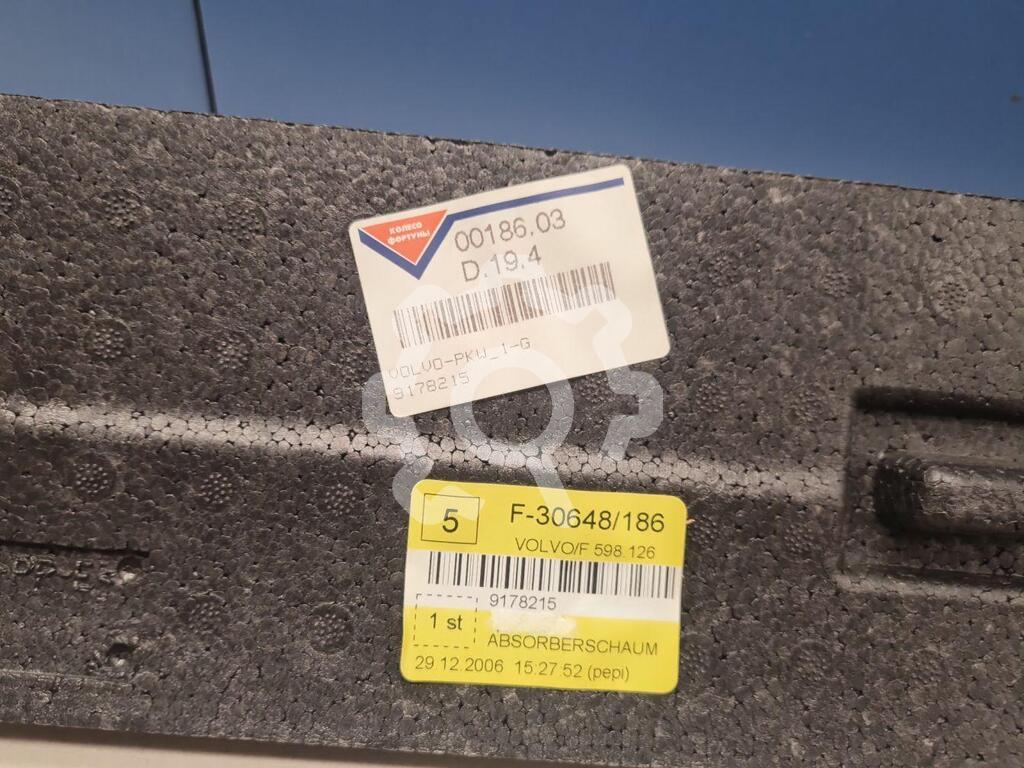 КОЛЕСО
ФОРТУНЫ
00186.03
D.19.4
VOLVO-PKW_1-G
9178215
5
F-30648/186
VOLVO/F 598.126
9178215
1 st
ABSORBERSCHAUM
29.12.2006 15:27:52 (pepi)